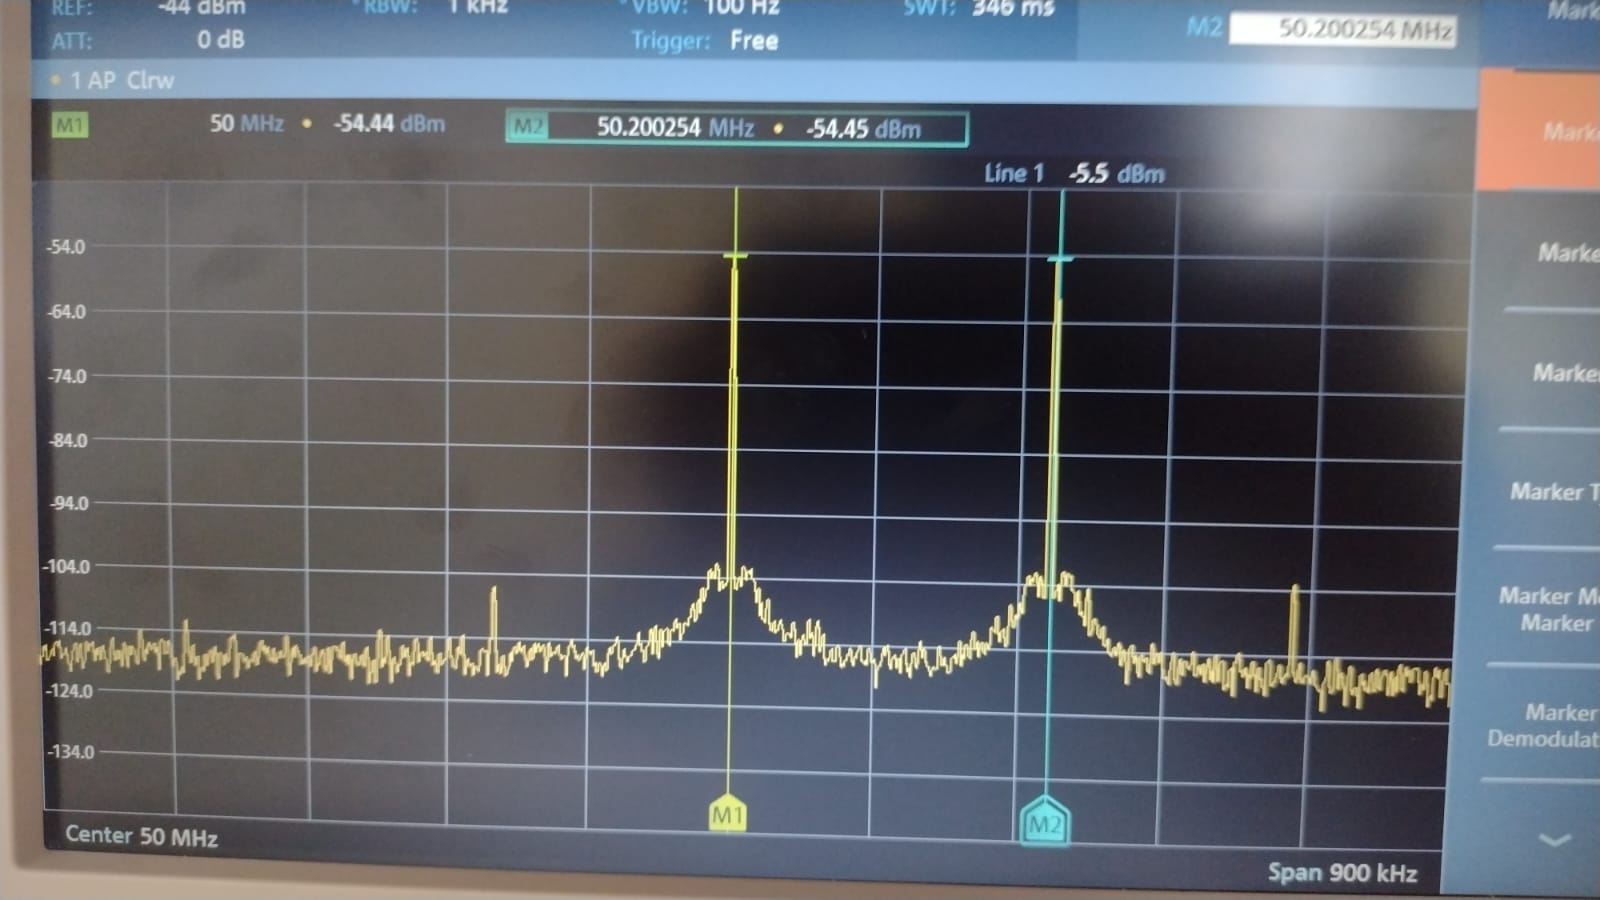 REF: -44 dBm RBW: 1 kHz VBW: 100 Hz SWT: 346 ms
ATT: 0 dB Trigger: Free M2 50.200254 MHz
1 AP Clrw
M1 50 MHz • -54.44 dBm M2 50.200254 MHz • -54.45 dBm
Line 1 -5.5 dBm
-54.0
-64.0
-74.0
-84.0
-94.0
-104.0
-114.0
-124.0
-134.0
M1 M2
Center 50 MHz
Span 900 kHz
Mark
Mark
Marke
Marke
Marker T
Marker M
Marker
Marker
Demodulat